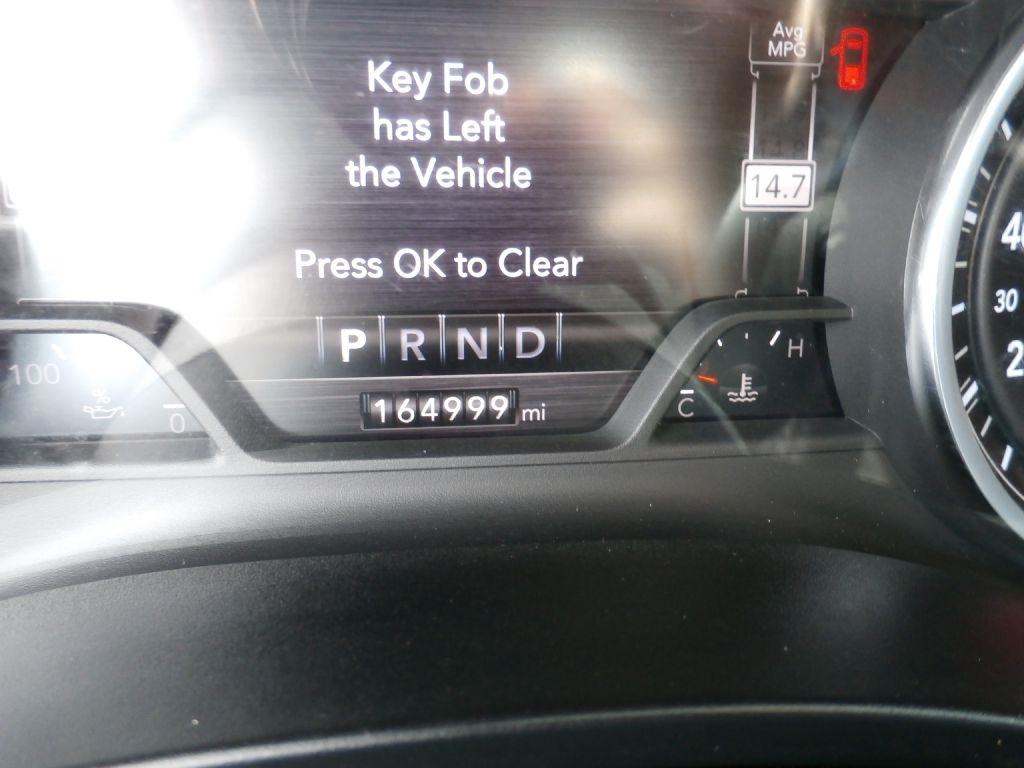 Avg
MPG
Key Fob
has Left
the Vehicle
14.7
Press OK to Clear
P R N D
H
30
100
%
0
164999 mi
C